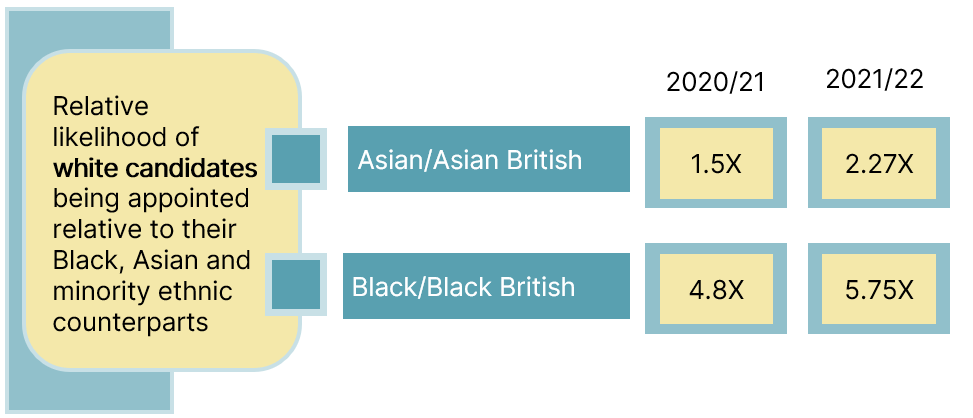 Relative
likelihood of
white candidates
being appointed
relative to their
Black, Asian and
minority ethnic
counterparts
2020/21 2021/22
Asian/Asian British 1.5X 2.27X
Black/Black British 4.8X 5.75X